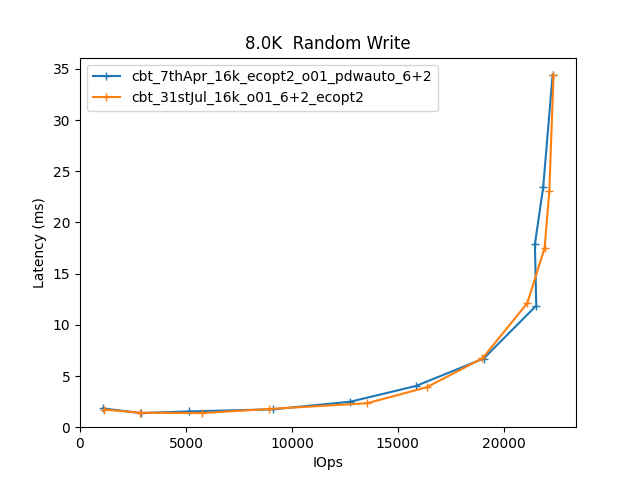 8.0K  Random Write
cbt_7thApr_16k_ecopt2_o01_pdwauto_6+2
cbt_31stJul_16k_o01_6+2_ecopt2
Latency (ms)
35
30
25
20
15
10
5
0
0 5000 10000 15000 20000
IOps